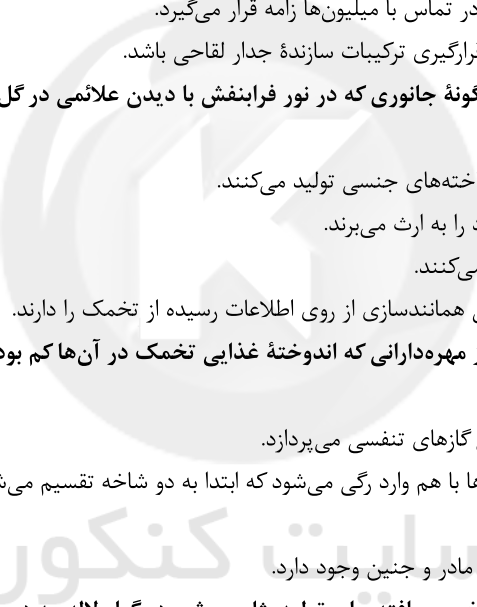 در تماس با میلیون‌ها زامه قرار می‌گیرد.
قرارگیری ترکیبات سازندهٔ جدار لقاحی باشد.
گونهٔ جانوری که در نور فرابنفش با دیدن علائمی در گل
یاخته‌های جنسی تولید می‌کنند.
را به ارث می‌برند.
می‌کنند.
همانندسازی از روی اطلاعات رسیده از تخمک را دارند.
مهره‌دارانی که اندوختهٔ غذایی تخمک در آن‌ها کم بود
گازهای تنفسی می‌پردازد.
با هم وارد رگی می‌شود که ابتدا به دو شاخه تقسیم
مادر و جنین وجود دارد.
سایت کنکور